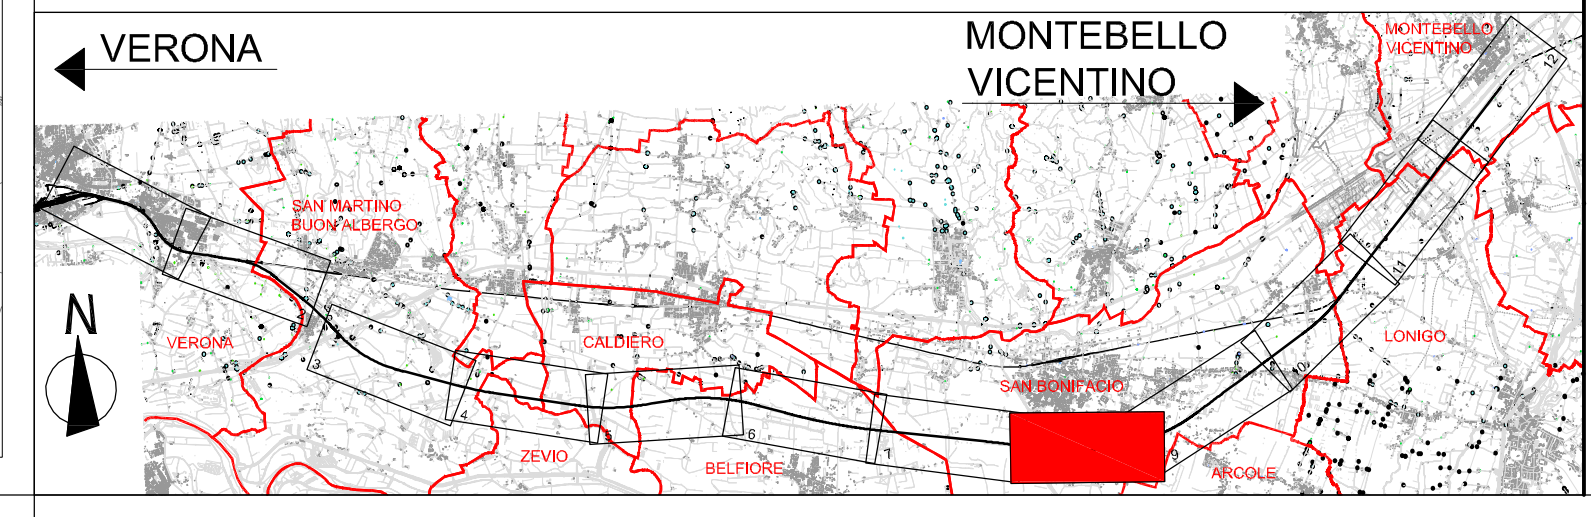 VERONA
MONTEBELLO
VICENTINO
MONTEBELLO
VICENTINO
12
SAN MARTINO
BUON ALBERGO
N
11
VERONA
CALDIERO
LONIGO
3
10
SAN BONIFACIO
4
5
6
7
9
ZEVIO
BELFIORE
ARCOLE